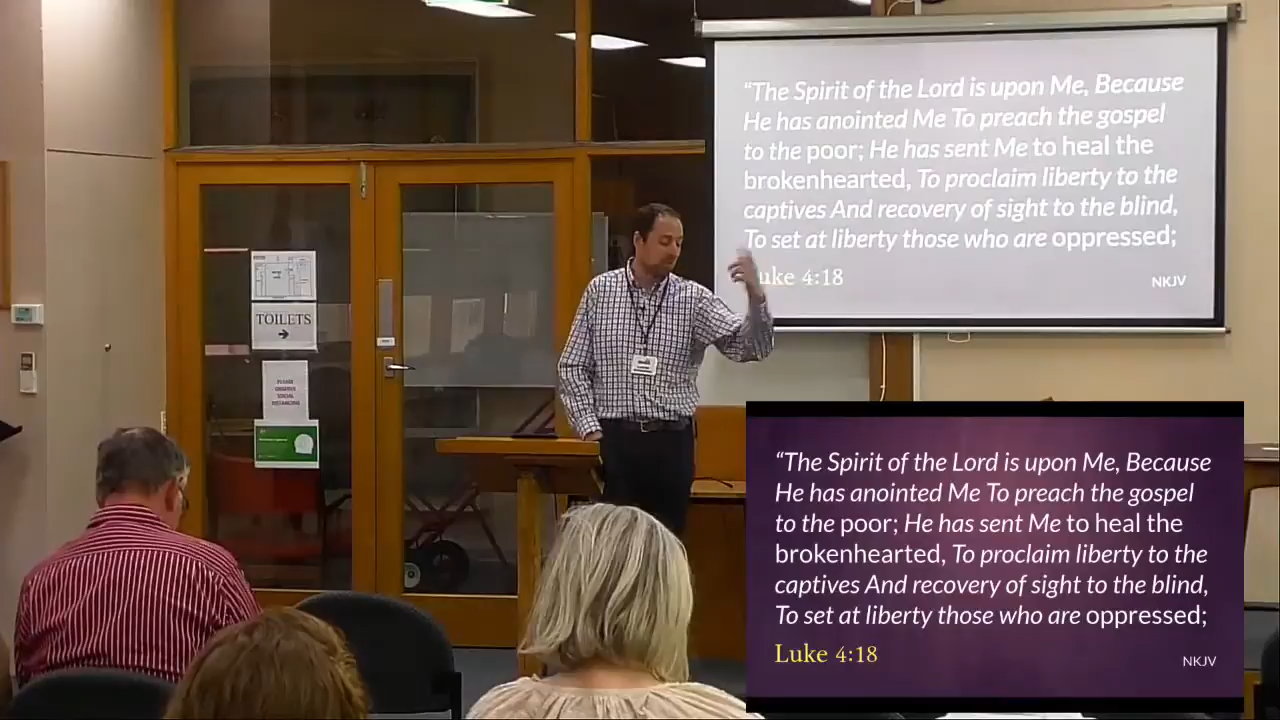 “The Spirit of the Lord is upon Me, Because
He has anointed Me To preach the gospel
to the poor; He has sent Me to heal the
brokenhearted, To proclaim liberty to the
captives And recovery of sight to the blind,
To set at liberty those who are oppressed;
uke 4:18
NKJV
TOILETS
PLEASE
OBSERVE
SOCIAL
DISTANCING
“The Spirit of the Lord is upon Me, Because
He has anointed Me To preach the gospel
to the poor; He has sent Me to heal the
brokenhearted, To proclaim liberty to the
captives And recovery of sight to the blind,
To set at liberty those who are oppressed;
Luke 4:18
NKJV